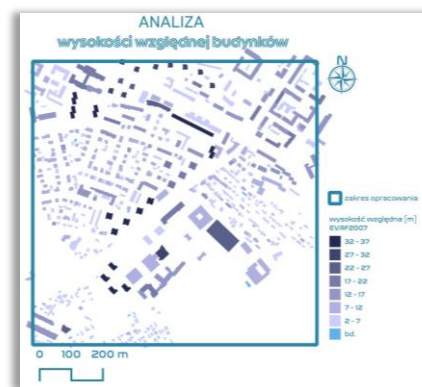 ANALIZA
wysokości względnej budynków
N
zakres opracowania
wysokość względna [m]
EVRF2007
32 - 37
27 - 32
22 - 27
17 - 22
12 - 17
7 - 12
2 - 7
bd.
0 100 200 m